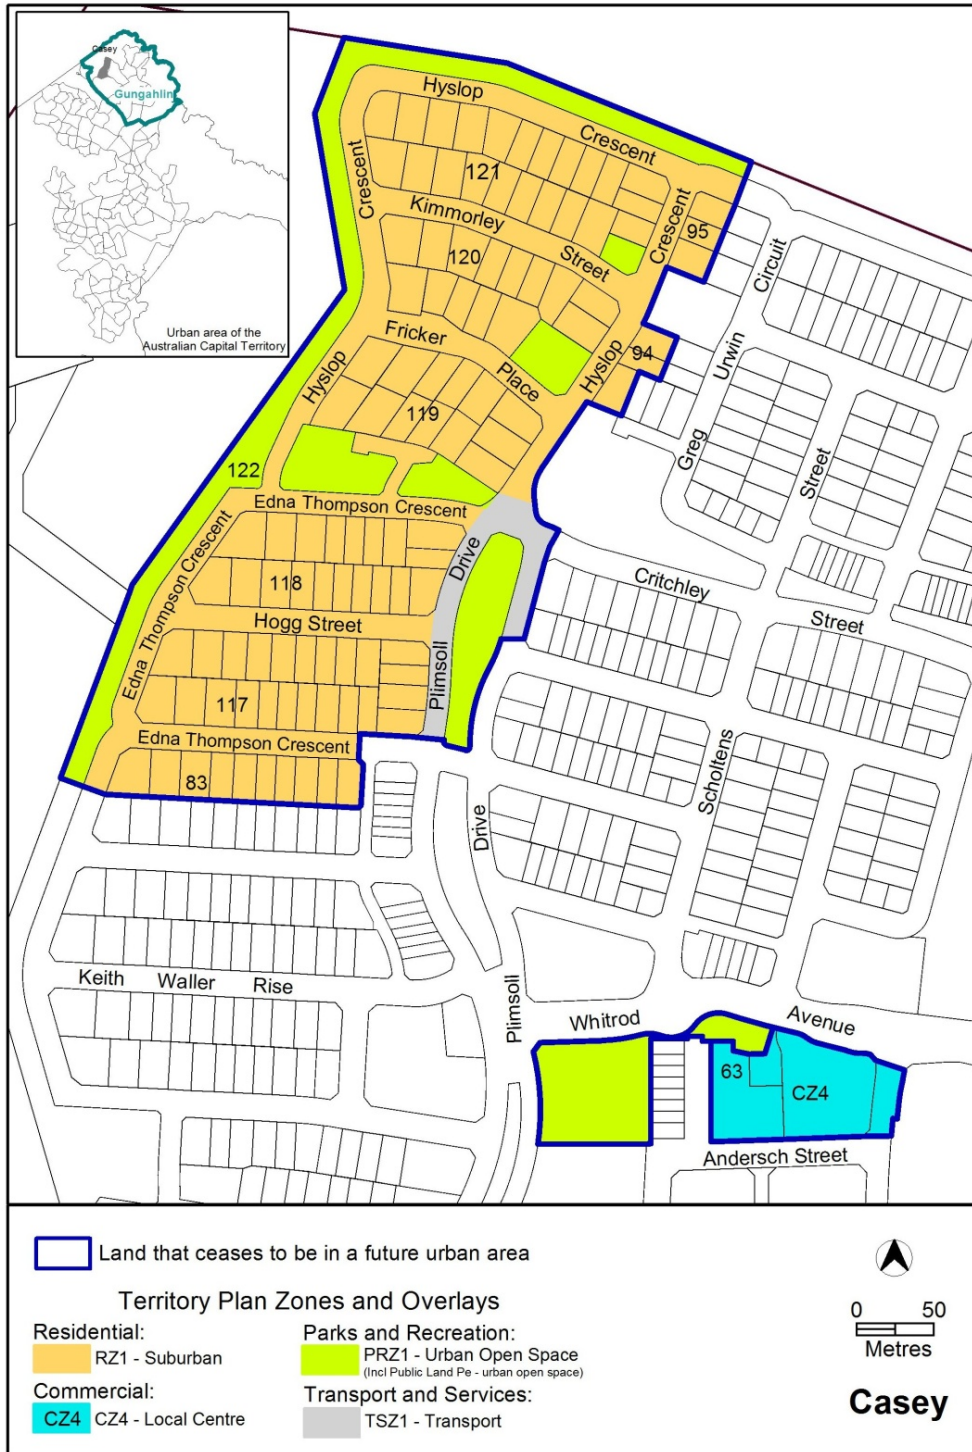 Casey
Gungahlin
Urban area of the
Australian Capital Territory
Hyslop
Crescent
Crescent
121
Kimmorley
Street
Crescent
95
Circuit
120
Fricker
Place
Hyslop
Hyslop
94
Urwin
119
Greg
Street
122
Edna Thompson Crescent
Edna Thompson Crescent
Drive
118
Critchley
Street
Hogg Street
Plimsoll
117
Edna Thompson Crescent
83
Scholtens
Drive
Keith Waller Rise
Plimsoll
Whitrod
Avenue
63
CZ4
Andersch Street
Land that ceases to be in a future urban area
Territory Plan Zones and Overlays
Residential:
RZ1 - Suburban
Commercial:
CZ4 CZ4 - Local Centre
Parks and Recreation:
PRZ1 - Urban Open Space
(Incl Public Land Pe - urban open space)
Transport and Services:
TSZ1 - Transport
0 50
Metres
Casey